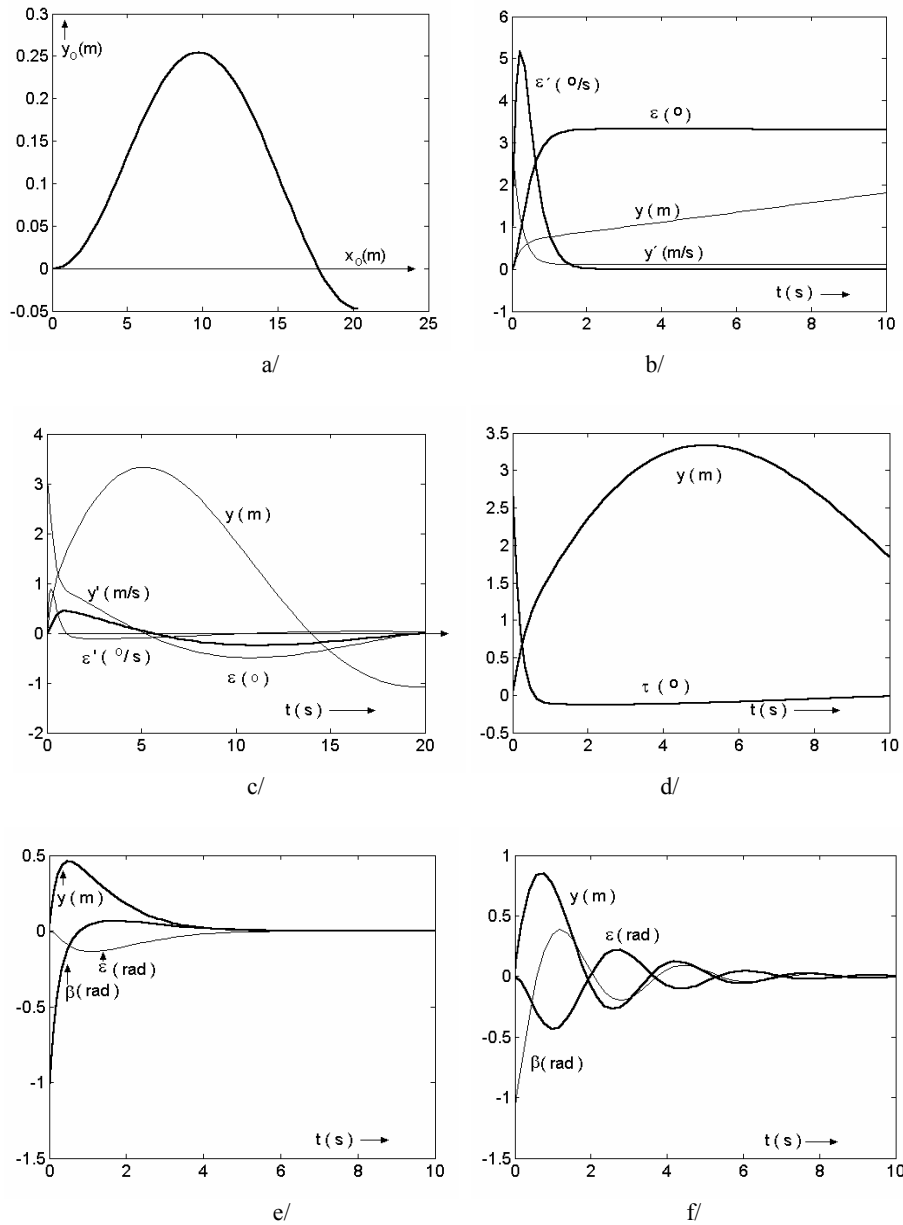 y₀(m)
0.3
0.25
0.2
0.15
0.1
0.05
0
-0.05
x₀(m)
0 5 10 15 20 25
a/
6
5
4
3
2
1
0
-1
ε´(°/s)
ε(°)
y(m)
y´(m/s)
t(s)
0 2 4 6 8 10
b/
4
3
2
1
0
-1
-2
y(m)
y'(m/s)
ε'(°/s)
ε(°)
t(s)
0 5 10 15 20
c/
3.5
3
2.5
2
1.5
1
0.5
0
-0.5
y(m)
τ(°)
t(s)
0 2 4 6 8 10
d/
0.5
0
-0.5
-1
-1.5
y(m)
ε(rad)
β(rad)
t(s)
0 2 4 6 8 10
e/
1
0.5
0
-0.5
-1
-1.5
y(m)
ε(rad)
β(rad)
t(s)
0 2 4 6 8 10
f/